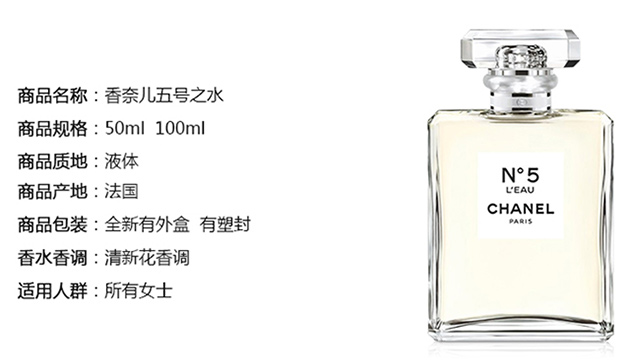 商品名称：香奈儿五号之水
商品规格：50ml 100ml
商品质地：液体
商品产地：法国
商品包装：全新有外盒 有塑封
香水香调：清新花香调
适用人群：所有女士
N°5
L'EAU
CHANEL
PARIS